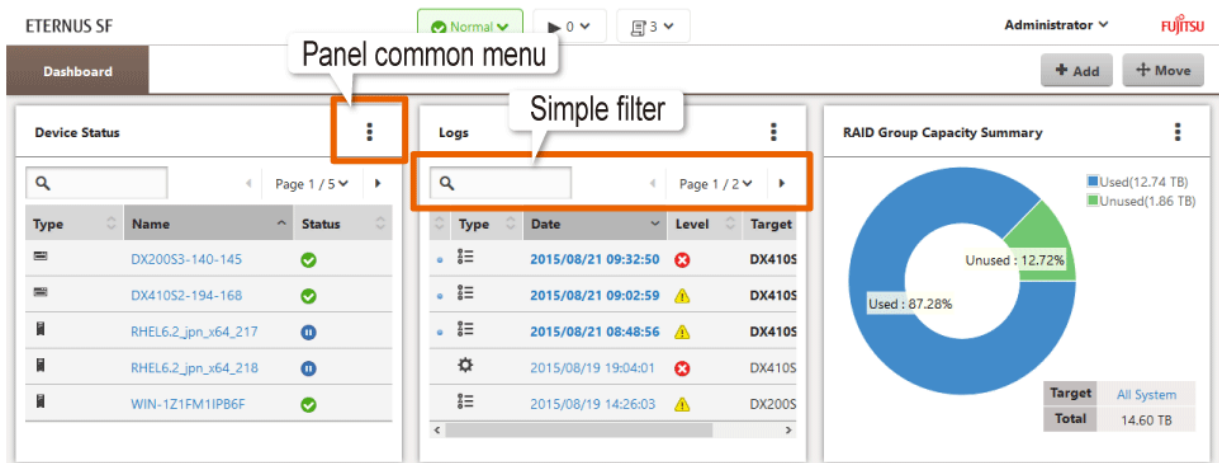 ETERNUS SF
Normal
0
3
Administrator
FUJITSU
Panel common menu
Dashboard
Add
Move
Simple filter
Device Status
Logs
RAID Group Capacity Summary
Page 1 / 5
Page 1 / 2
Used(12.74 TB)
Unused(1.86 TB)
Type Name Status
Type Date Level Target
DX200S3-140-145
2015/08/21 09:32:50 DX410S
DX410S2-194-168
2015/08/21 09:02:59 DX410S
RHEL6.2_jpn_x64_217
2015/08/21 08:48:56 DX410S
RHEL6.2_jpn_x64_218
2015/08/19 19:04:01 DX410S
WIN-1Z1FM1IPB6F
2015/08/19 14:26:03 DX200S
Unused : 12.72%
Used : 87.28%
Target All System
Total 14.60 TB